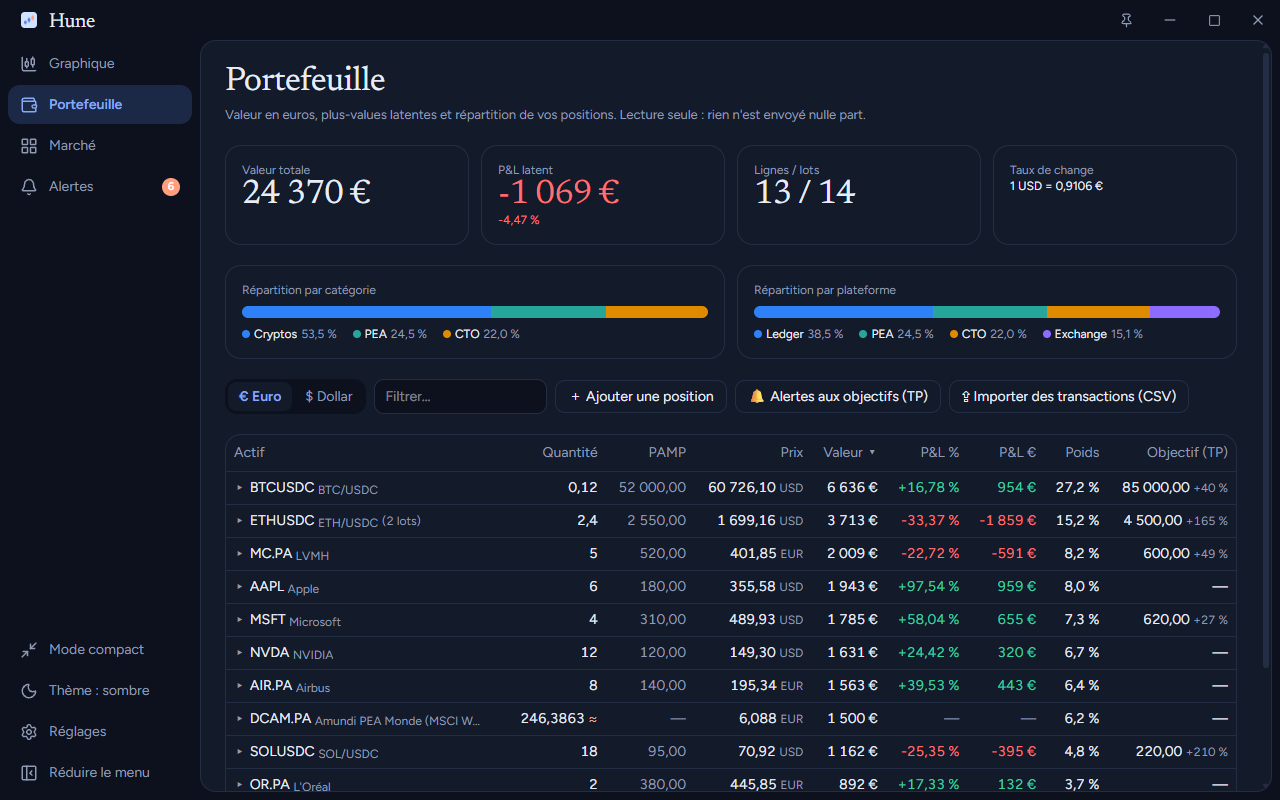 Hune
Graphique
Portefeuille
Marché
Alertes 6
Mode compact
Thème : sombre
Réglages
Réduire le menu
Portefeuille
Valeur en euros, plus-values latentes et répartition de vos positions. Lecture seule : rien n'est envoyé nulle part.
Valeur totale
24 370 €
P&L latent
-1 069 €
-4,47 %
Lignes / lots
13 / 14
Taux de change
1 USD = 0,9106 €
Répartition par catégorie
Cryptos 53,5 % PEA 24,5 % CTO 22,0 %
Répartition par plateforme
Ledger 38,5 % PEA 24,5 % CTO 22,0 % Exchange 15,1 %
€ Euro $ Dollar Filtrer... + Ajouter une position 🔔 Alertes aux objectifs (TP) ⇪ Importer des transactions (CSV)
Actif Quantité PAMP Prix Valeur ▼ P&L % P&L € Poids Objectif (TP)
▸ BTCUSDC BTC/USDC 0,12 52 000,00 60 726,10 USD 6 636 € +16,78 % 954 € 27,2 % 85 000,00 +40 %
▸ ETHUSDC ETH/USDC (2 lots) 2,4 2 550,00 1 699,16 USD 3 713 € -33,37 % -1 859 € 15,2 % 4 500,00 +165 %
▸ MC.PA LVMH 5 520,00 401,85 EUR 2 009 € -22,72 % -591 € 8,2 % 600,00 +49 %
▸ AAPL Apple 6 180,00 355,58 USD 1 943 € +97,54 % 959 € 8,0 % —
▸ MSFT Microsoft 4 310,00 489,93 USD 1 785 € +58,04 % 655 € 7,3 % 620,00 +27 %
▸ NVDA NVIDIA 12 120,00 149,30 USD 1 631 € +24,42 % 320 € 6,7 % —
▸ AIR.PA Airbus 8 140,00 195,34 EUR 1 563 € +39,53 % 443 € 6,4 % —
▸ DCAM.PA Amundi PEA Monde (MSCI W... 246,3863 ≈ — 6,088 EUR 1 500 € — — 6,2 % —
▸ SOLUSDC SOL/USDC 18 95,00 70,92 USD 1 162 € -25,35 % -395 € 4,8 % 220,00 +210 %
▸ OR.PA L'Oréal 2 380,00 445,85 EUR 892 € +17,33 % 132 € 3,7 % —